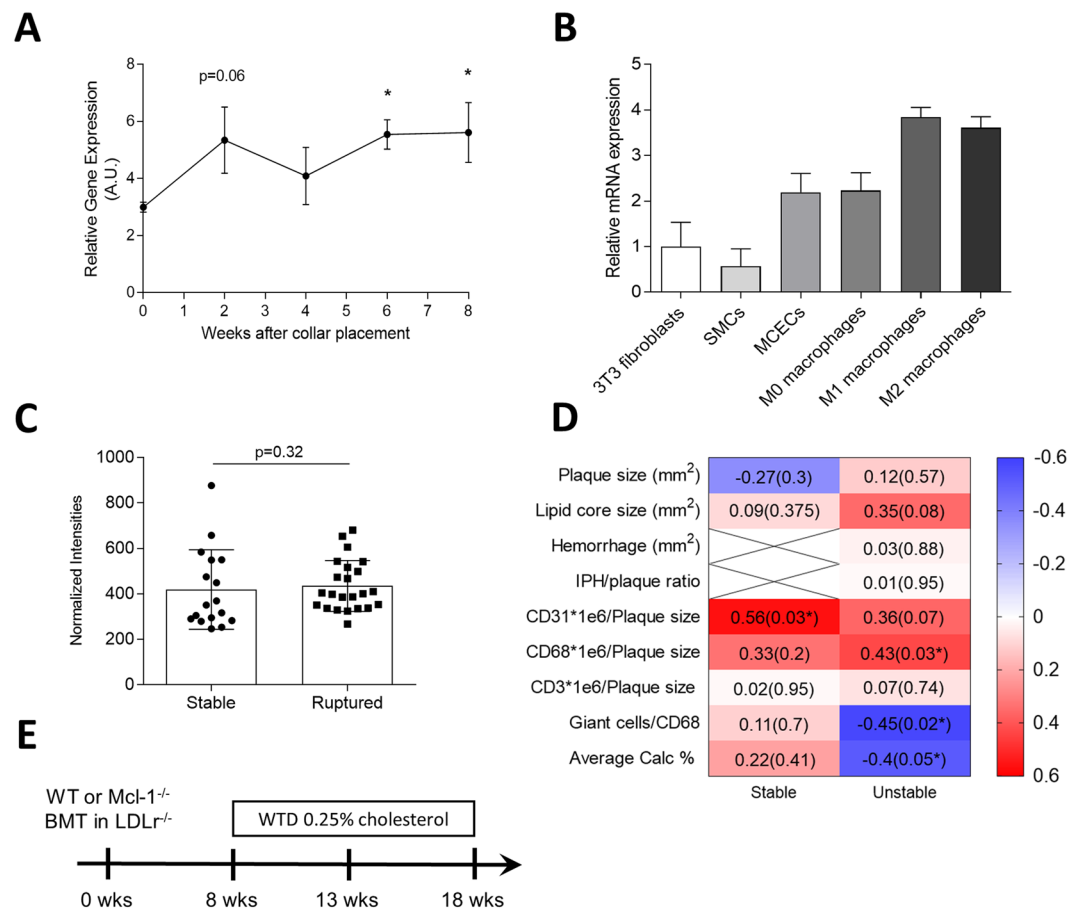 A
Relative Gene Expression
(A.U.)
8
6
4
2
0
p=0.06
*
*
0 1 2 3 4 5 6 7 8
Weeks after collar placement
B
Relative mRNA expression
5
4
3
2
1
0
3T3 fibroblasts
SMCs
MCECs
M0 macrophages
M1 macrophages
M2 macrophages
C
Normalized Intensities
1000
800
600
400
200
0
p=0.32
Stable Ruptured
D
Plaque size (mm²) -0.27(0.3) 0.12(0.57)
Lipid core size (mm²) 0.09(0.375) 0.35(0.08)
Hemorrhage (mm²) 0.03(0.88)
IPH/plaque ratio 0.01(0.95)
CD31*1e6/Plaque size 0.56(0.03*) 0.36(0.07)
CD68*1e6/Plaque size 0.33(0.2) 0.43(0.03*)
CD3*1e6/Plaque size 0.02(0.95) 0.07(0.74)
Giant cells/CD68 0.11(0.7) -0.45(0.02*)
Average Calc % 0.22(0.41) -0.4(0.05*)
Stable Unstable
-0.6
-0.4
-0.2
0
0.2
0.4
0.6
E
WT or Mcl-1⁻/⁻
BMT in LDLr⁻/⁻
WTD 0.25% cholesterol
0 wks 8 wks 13 wks 18 wks